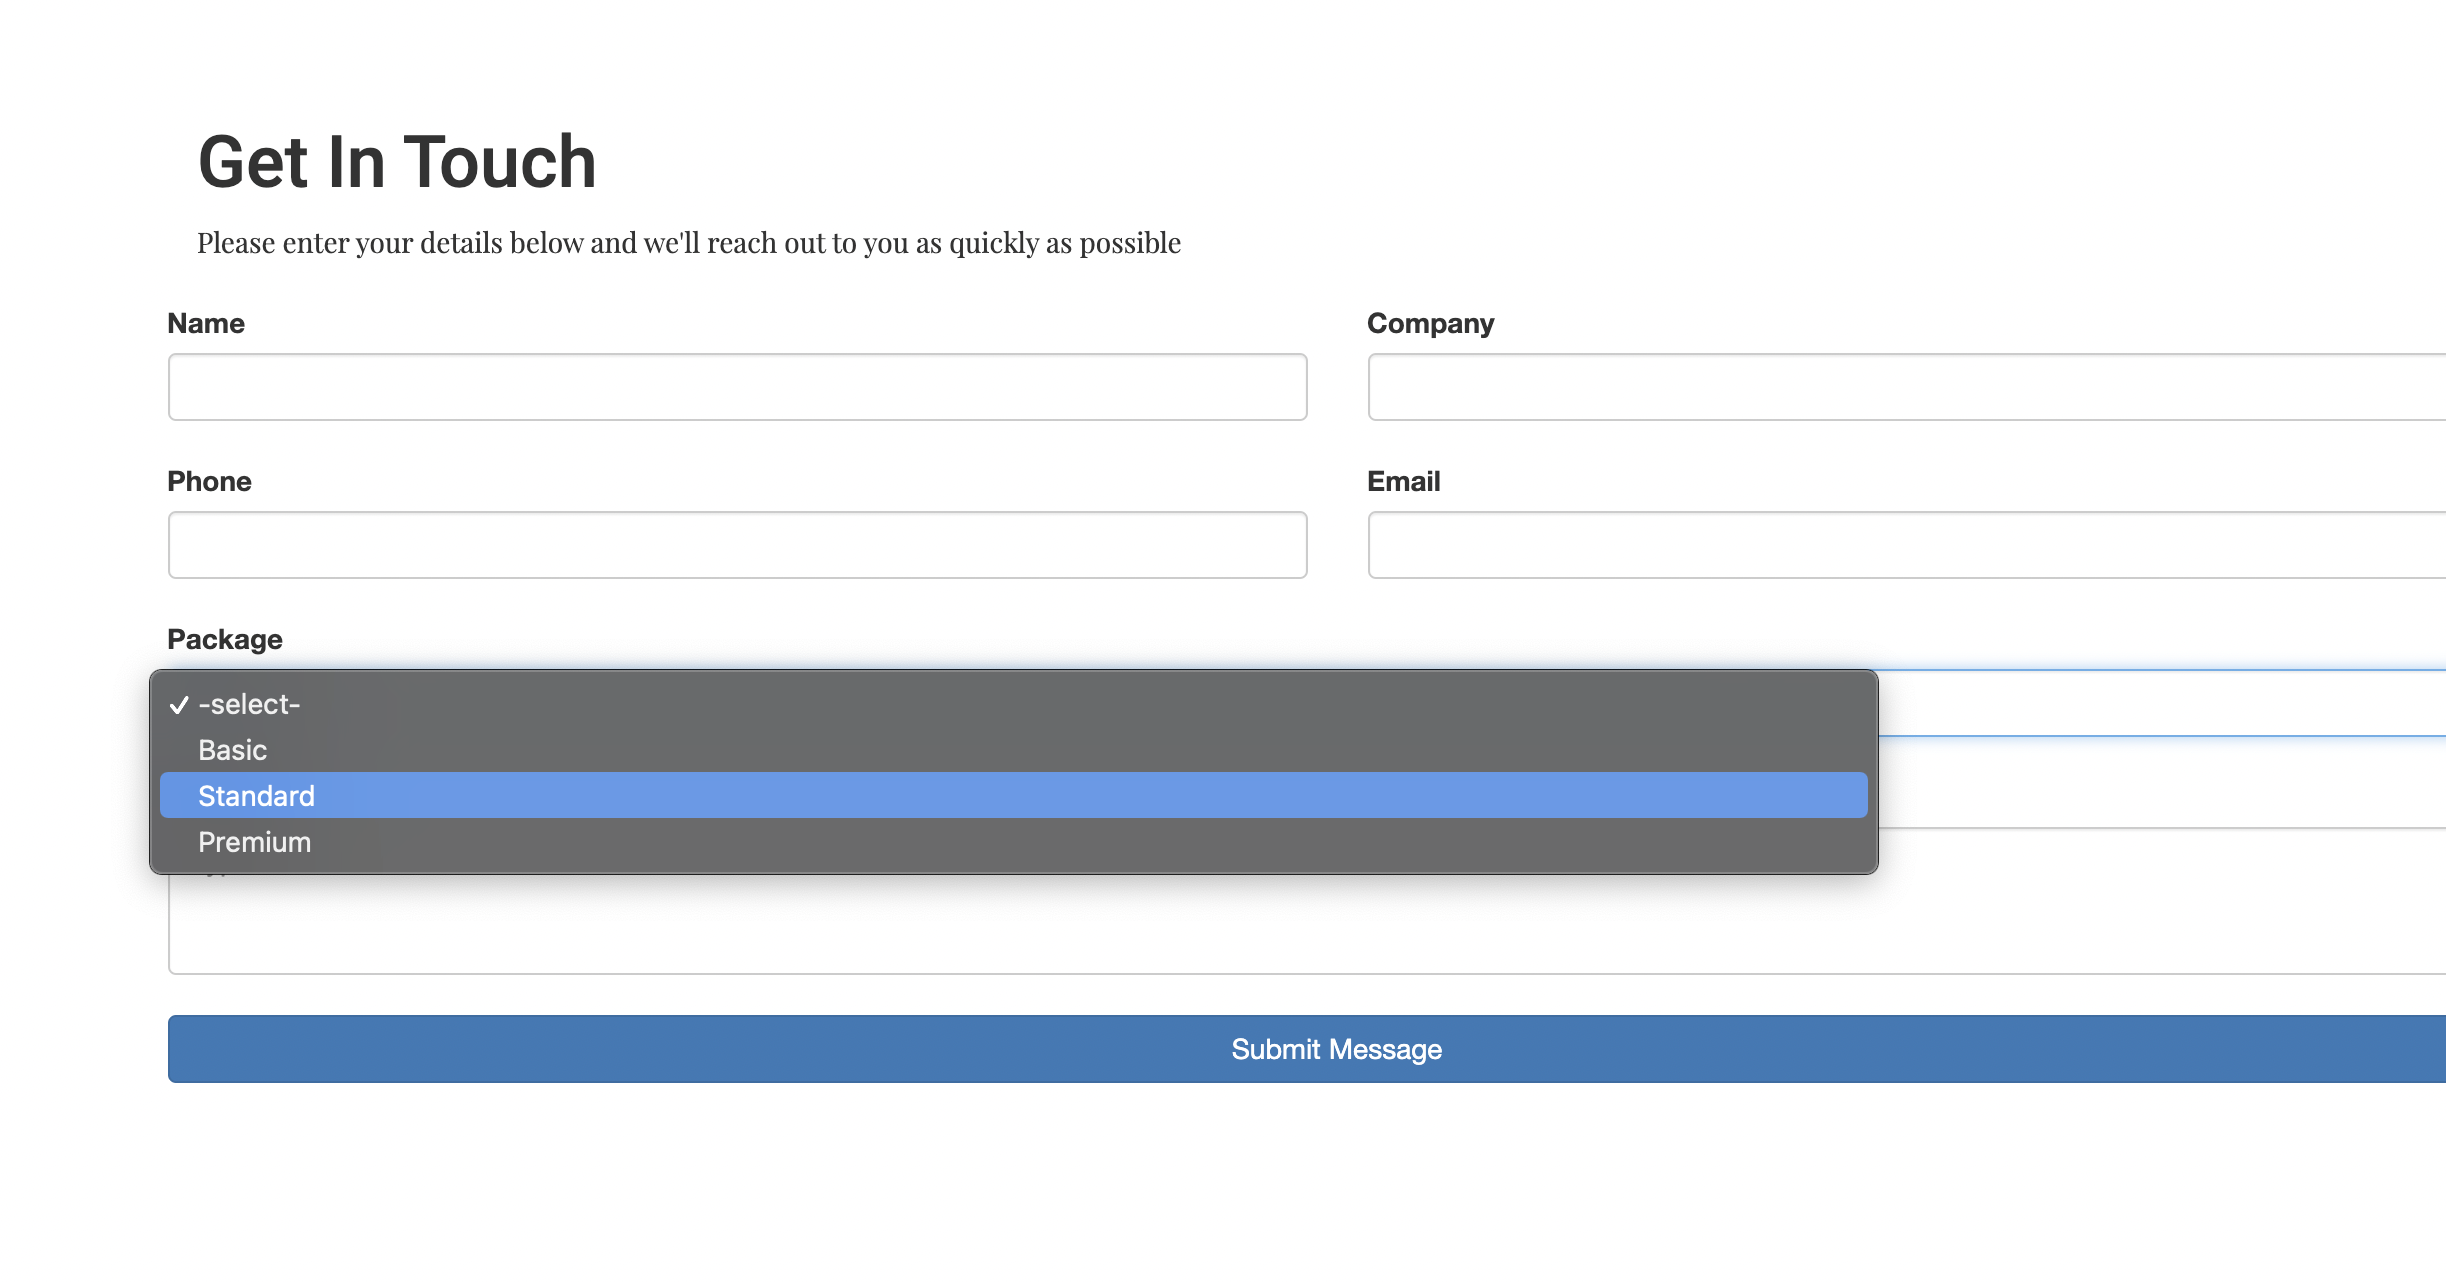 Get In Touch
Please enter your details below and we'll reach out to you as quickly as possible
Name
Company
Phone
Email
Package
✓ -select-
Basic
Standard
Premium
Submit Message